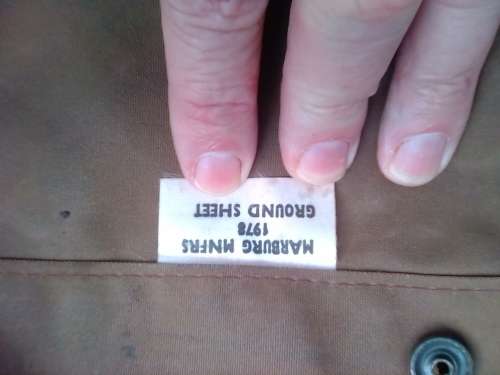 MARBURG MNFRS
1978
GROUND SHEET